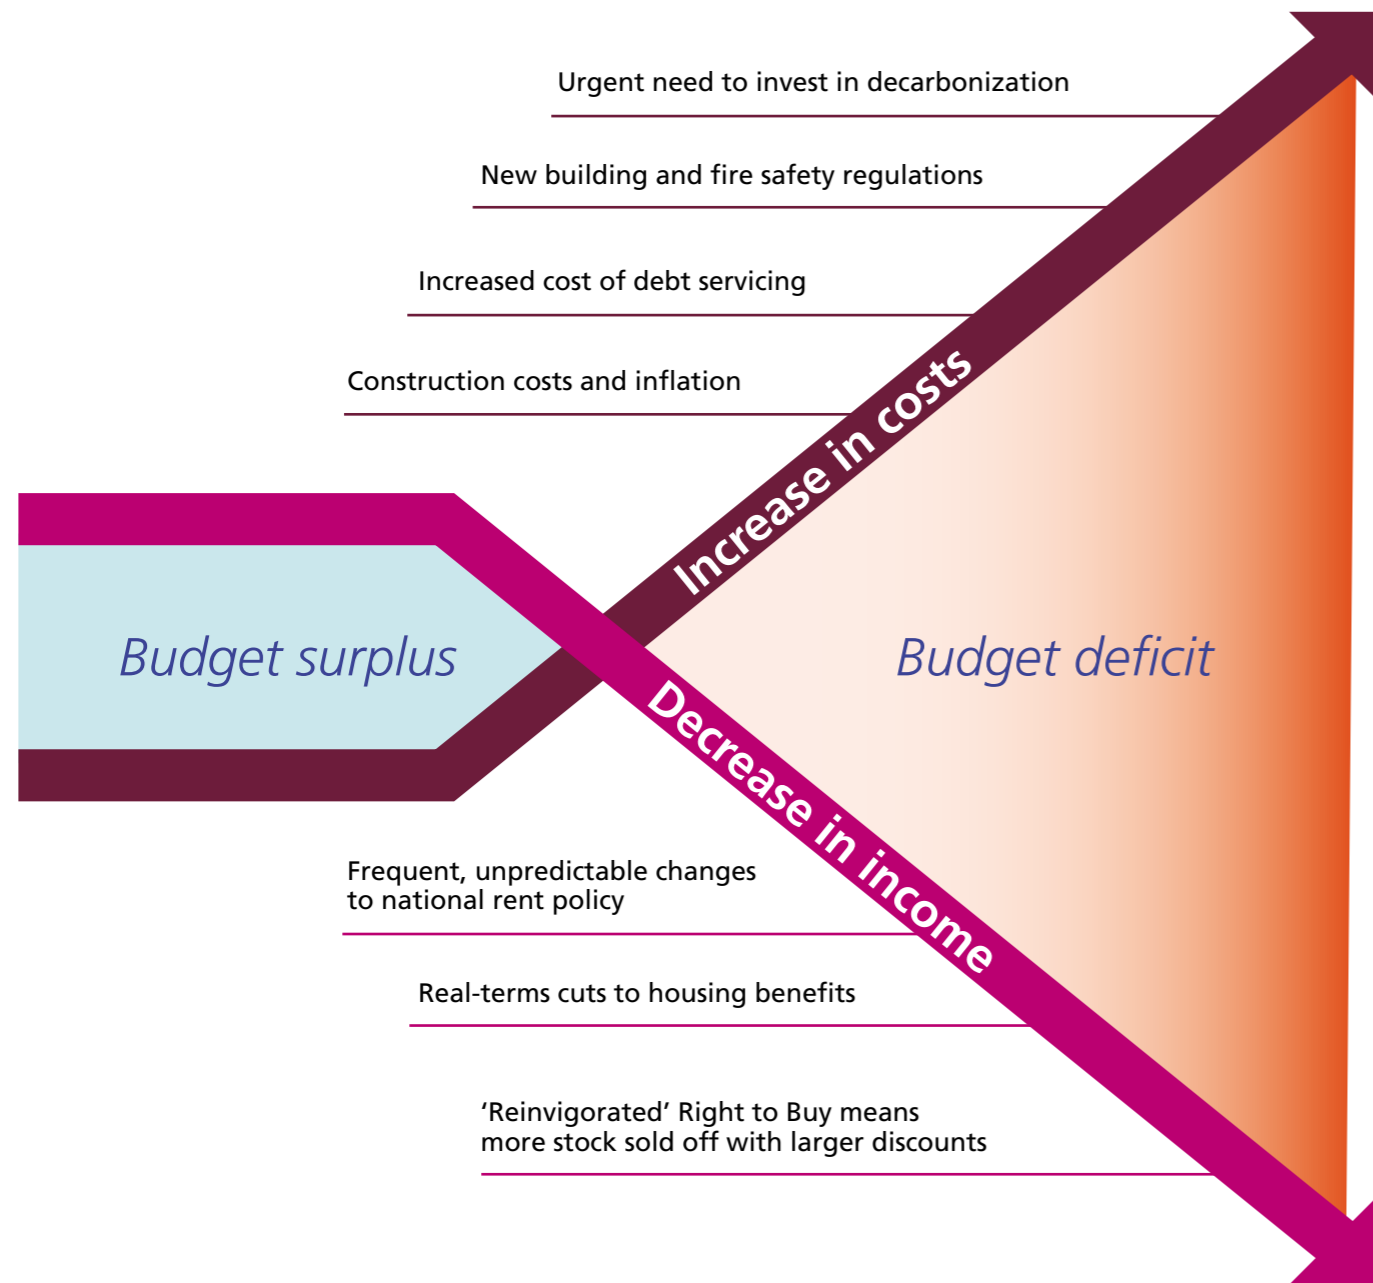 Urgent need to invest in decarbonization
New building and fire safety regulations
Increased cost of debt servicing
Construction costs and inflation
Increase in costs
Budget surplus
Budget deficit
Decrease in income
Frequent, unpredictable changes
to national rent policy
Real-terms cuts to housing benefits
‘Reinvigorated’ Right to Buy means
more stock sold off with larger discounts